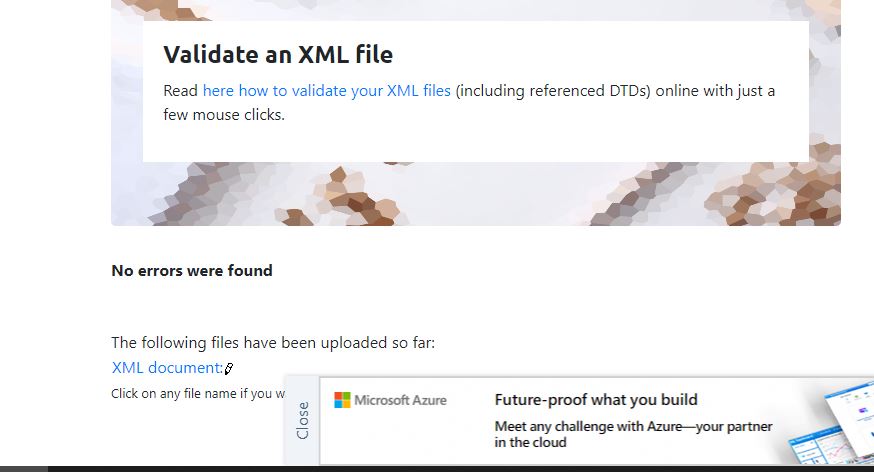 Validate an XML file
Read here how to validate your XML files (including referenced DTDs) online with just a
few mouse clicks.
No errors were found
The following files have been uploaded so far:
XML document:
Click on any file name if you w
Close
Microsoft Azure
Future-proof what you build
Meet any challenge with Azure—your partner
in the cloud